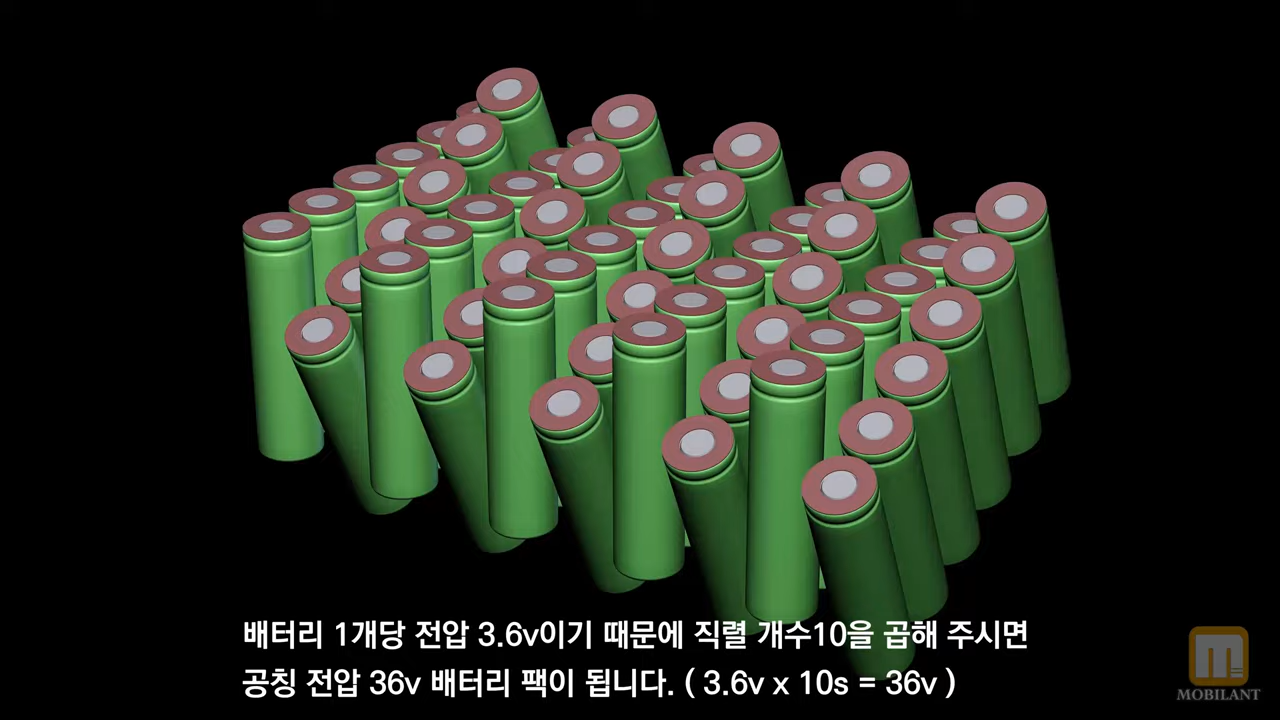 배터리 1개당 전압 3.6v이기 때문에 직렬 개수10을 곱해 주시면
공칭 전압 36v 배터리 팩이 됩니다. ( 3.6v x 10s = 36v )
MOBILANT